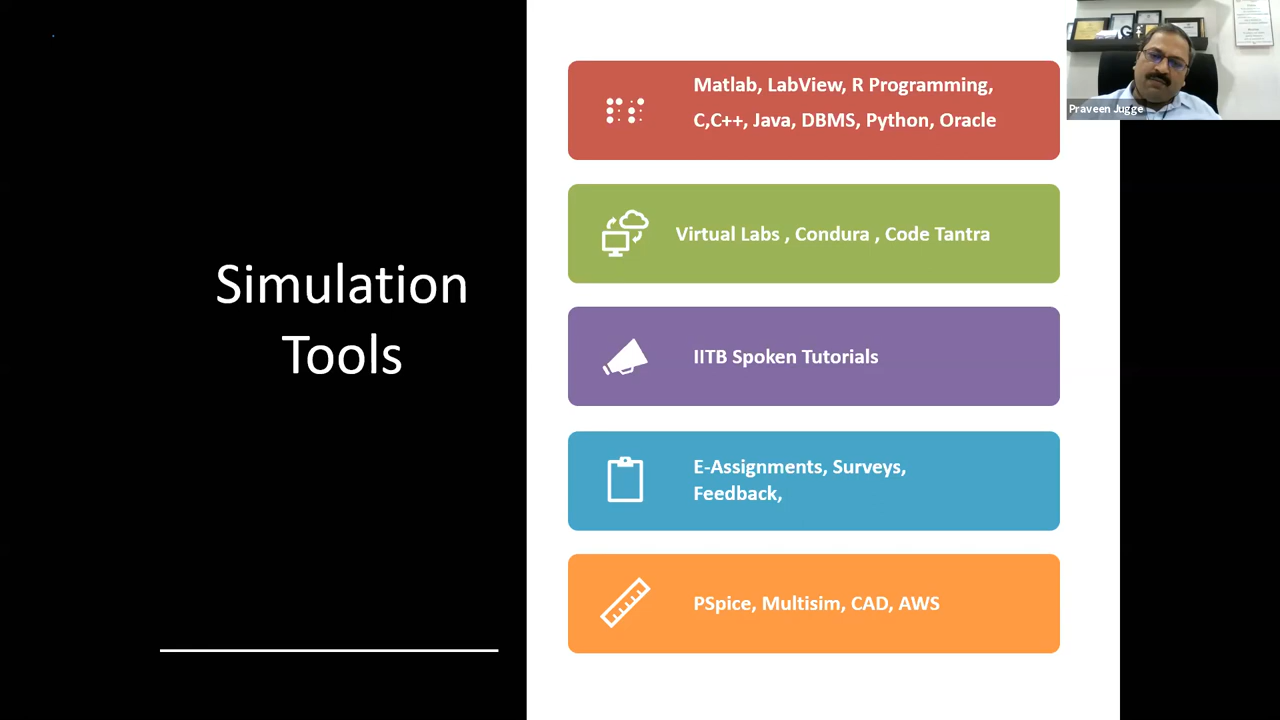 Simulation
Tools
Matlab, LabView, R Programming,
C,C++, Java, DBMS, Python, Oracle
Virtual Labs , Condura , Code Tantra
IITB Spoken Tutorials
E-Assignments, Surveys,
Feedback,
PSpice, Multisim, CAD, AWS
Praveen Jugge